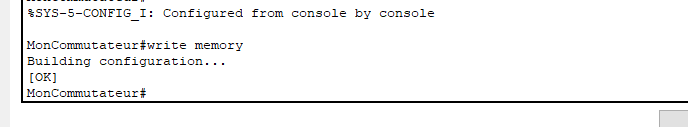 %SYS-5-CONFIG_I: Configured from console by console
MonCommutateur#write memory
Building configuration...
[OK]
MonCommutateur#